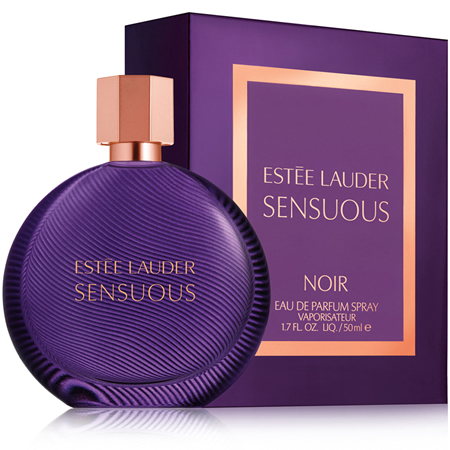 ESTĒE LAUDER
SENSUOUS
ESTĒE LAUDER
SENSUOUS
NOIR
EAU DE PARFUM SPRAY
VAPORISATEUR
1.7 FL. OZ. LIQ./50ml ℮